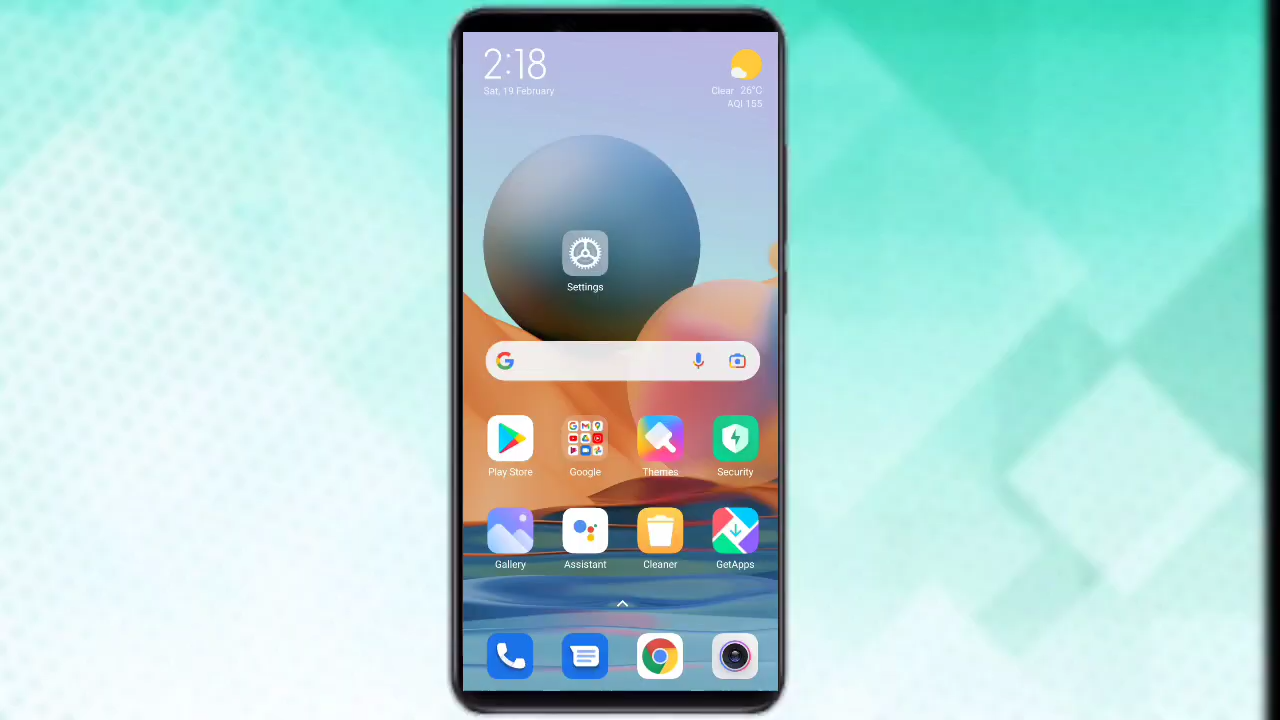 2:18
Sat, 19 February
Clear 26°C
AQI 155
Settings
Play Store
Google
Themes
Security
Gallery
Assistant
Cleaner
GetApps